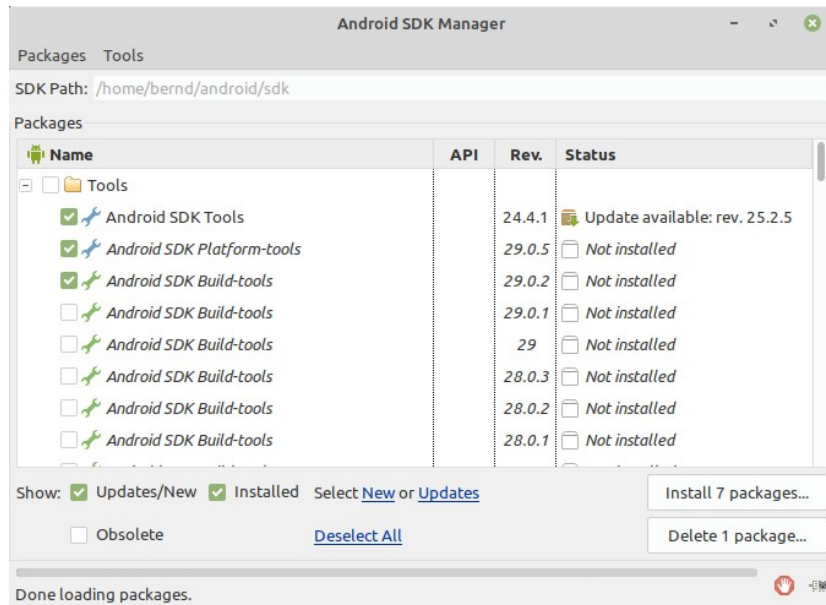 Android SDK Manager
Packages Tools
SDK Path: /home/bernd/android/sdk
Packages
Name API Rev. Status
Tools
Android SDK Tools 24.4.1 Update available: rev. 25.2.5
Android SDK Platform-tools 29.0.5 Not installed
Android SDK Build-tools 29.0.2 Not installed
Android SDK Build-tools 29.0.1 Not installed
Android SDK Build-tools 29 Not installed
Android SDK Build-tools 28.0.3 Not installed
Android SDK Build-tools 28.0.2 Not installed
Android SDK Build-tools 28.0.1 Not installed
Show: Updates/New Installed Select New or Updates Install 7 packages...
Obsolete Deselect All Delete 1 package...
Done loading packages.